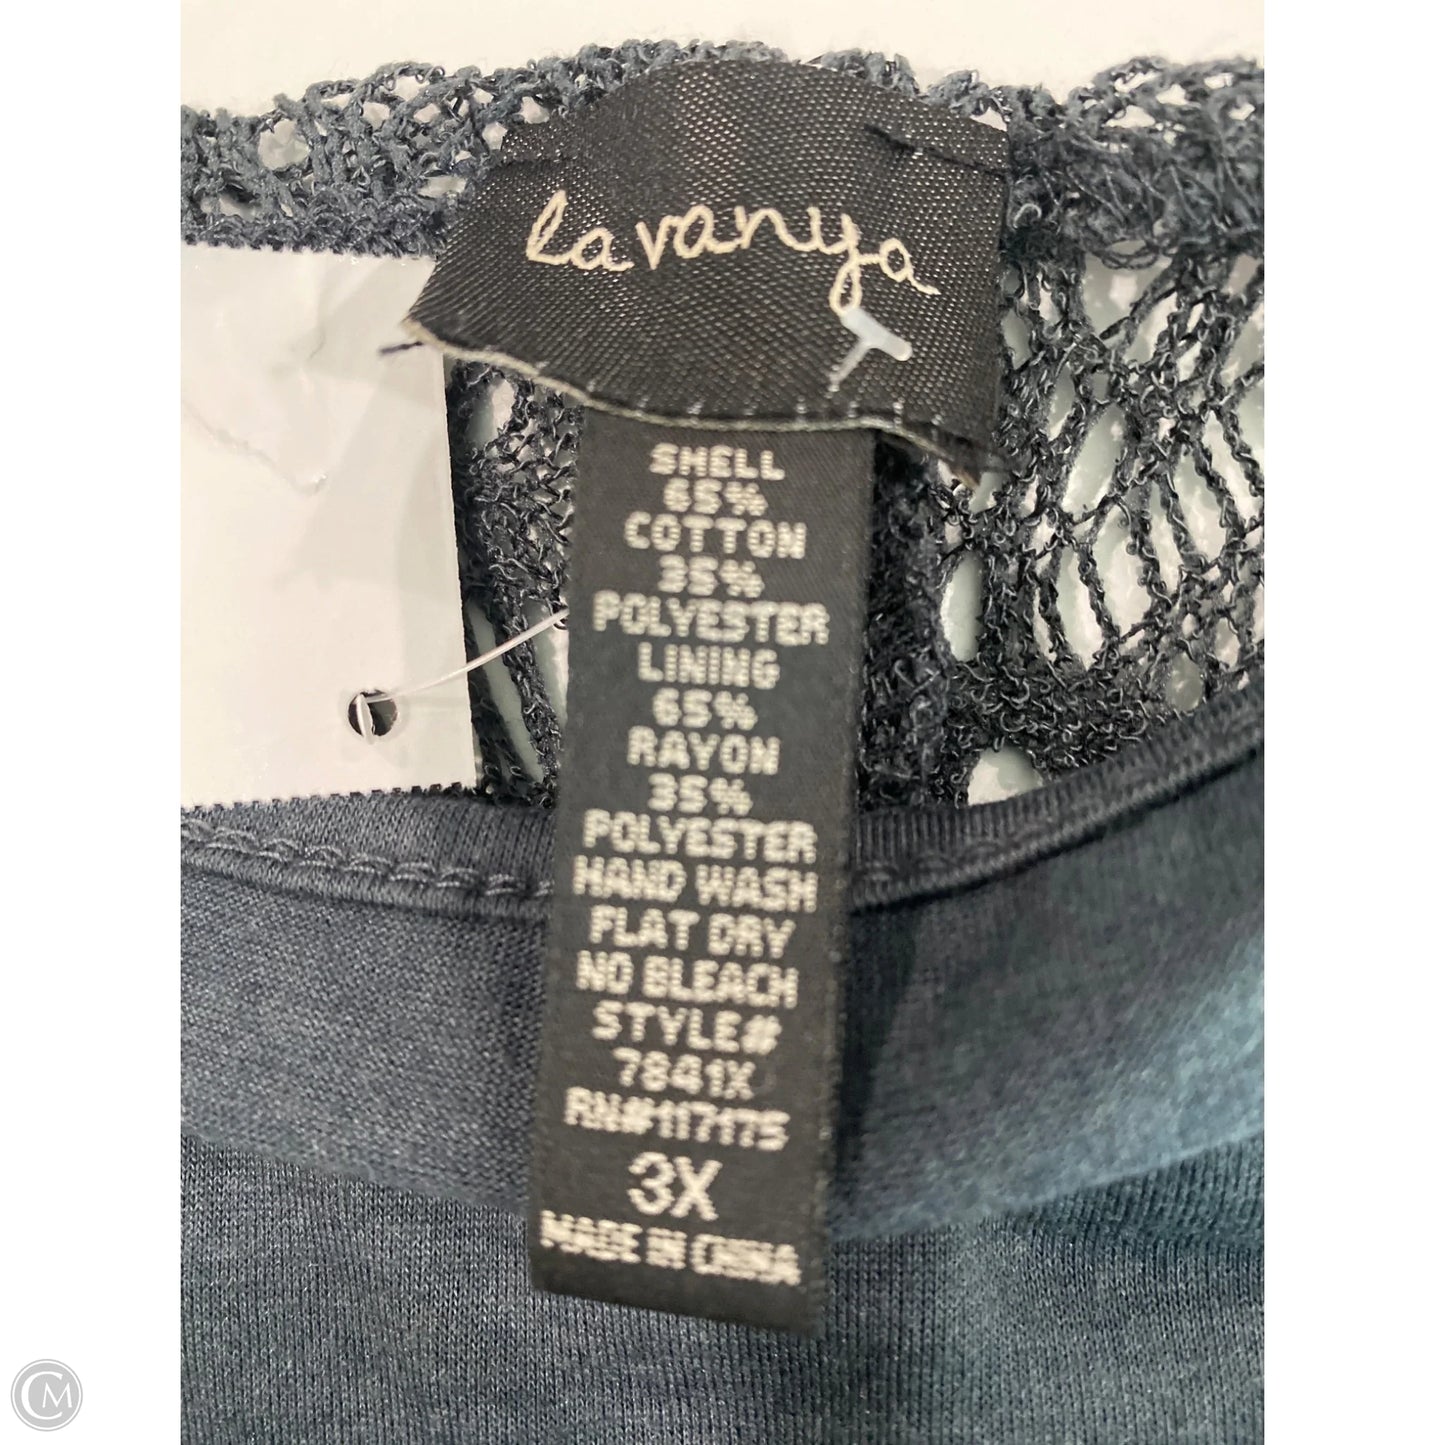 lavanya
SHELL
65%
COTTON
35%
POLYESTER
LINING
65%
RAYON
35%
POLYESTER
HAND WASH
FLAT DRY
NO BLEACH
STYLE#
7841X
RN#117175
3X
MADE IN CHINA
CM